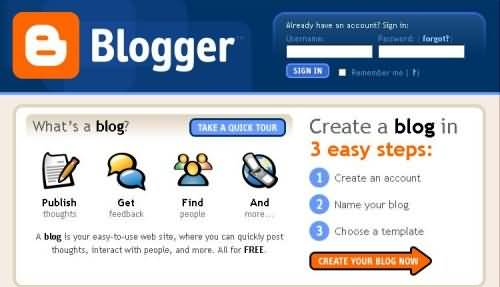 Blogger™
Already have an account? Sign in:
Username: Password: ( forgot? )
SIGN IN Remember me ( ? )
What's a blog? TAKE A QUICK TOUR
Publish thoughts
Get feedback
Find people
And more...
A blog is your easy-to-use web site, where you can quickly post
thoughts, interact with people, and more. All for FREE.
Create a blog in
3 easy steps:
1 Create an account
2 Name your blog
3 Choose a template
CREATE YOUR BLOG NOW